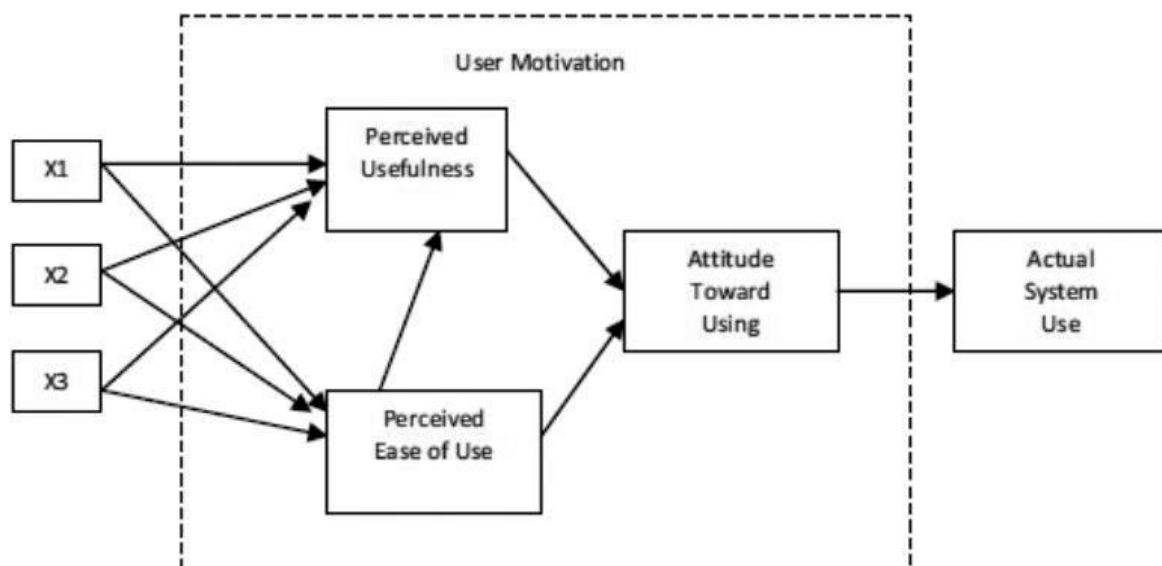 User Motivation
Perceived
Usefulness
X1
X2
X3
Attitude
Toward
Using
Actual
System
Use
Perceived
Ease of Use